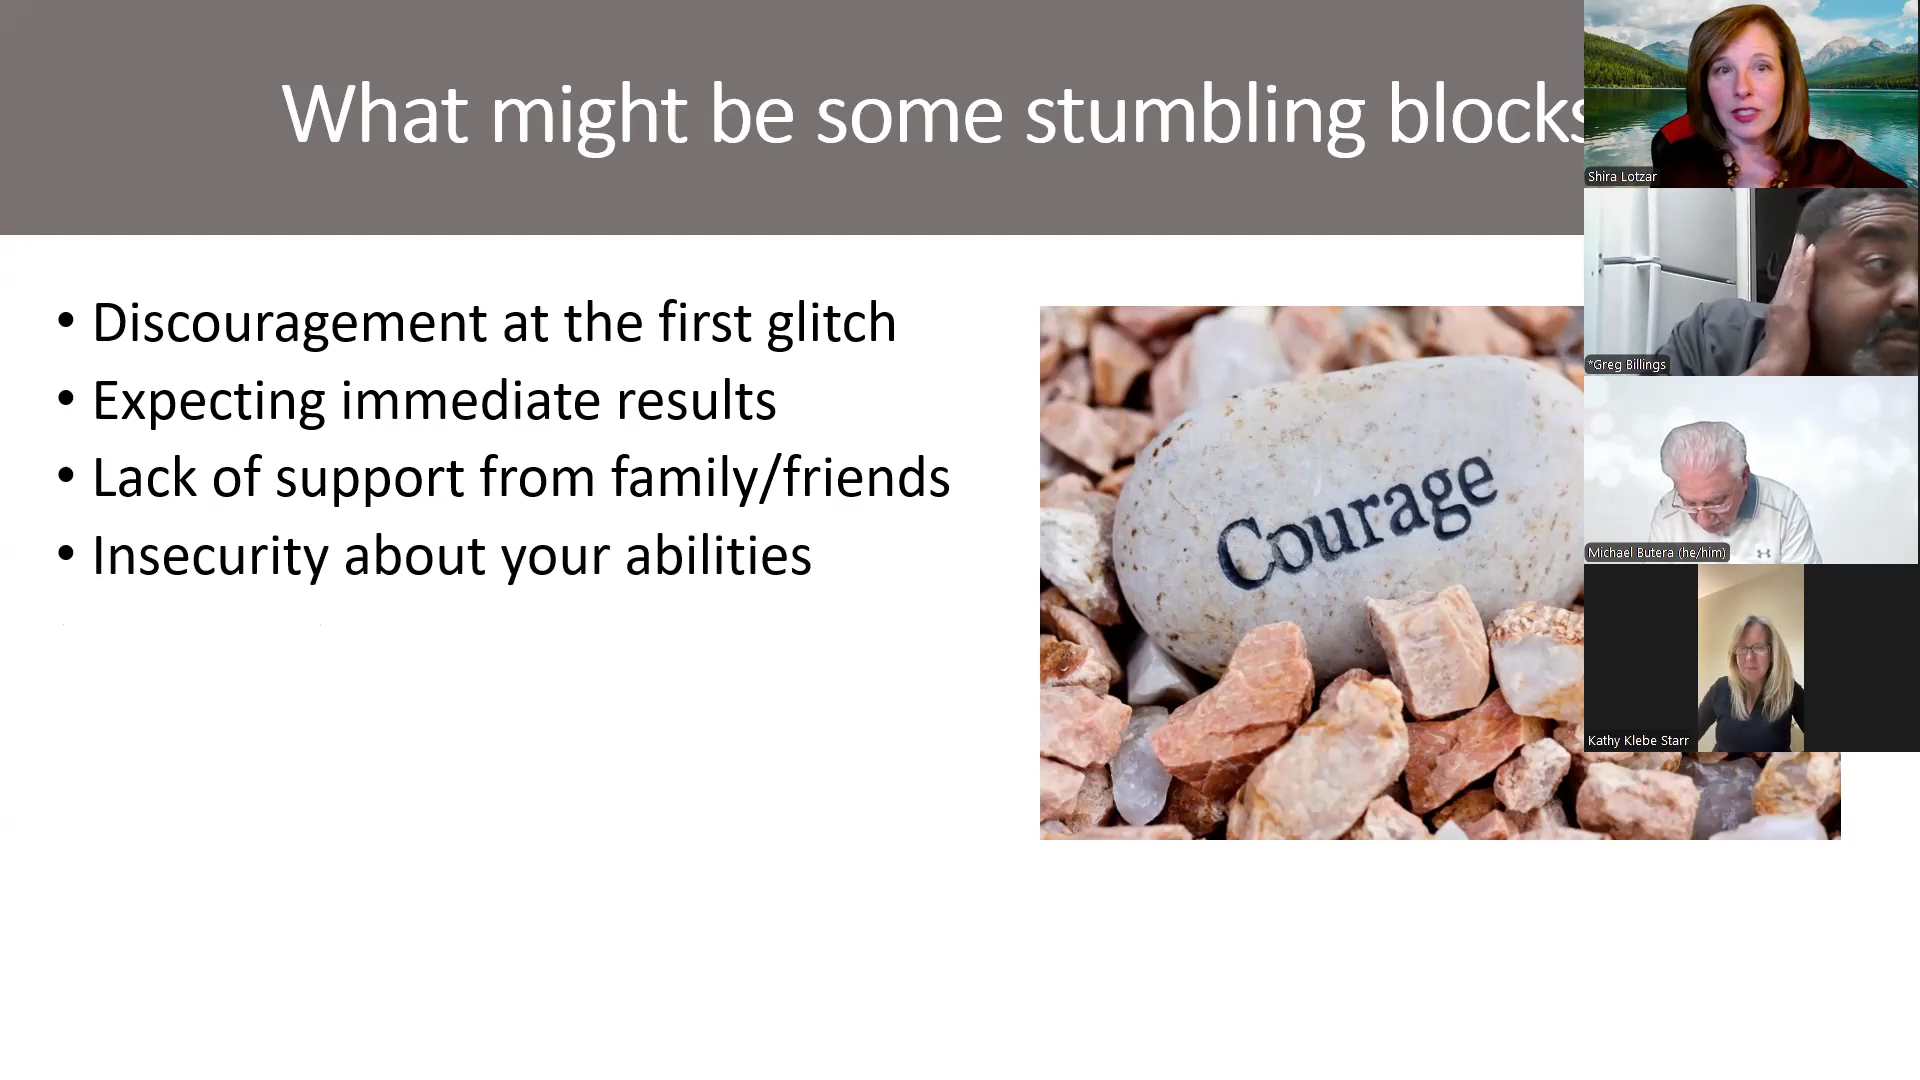 What might be some stumbling blocks
• Discouragement at the first glitch
• Expecting immediate results
• Lack of support from family/friends
• Insecurity about your abilities
Courage
Shira Lotzar
*Greg Billings
Michael Butera (he/him)
Kathy Klebe Starr